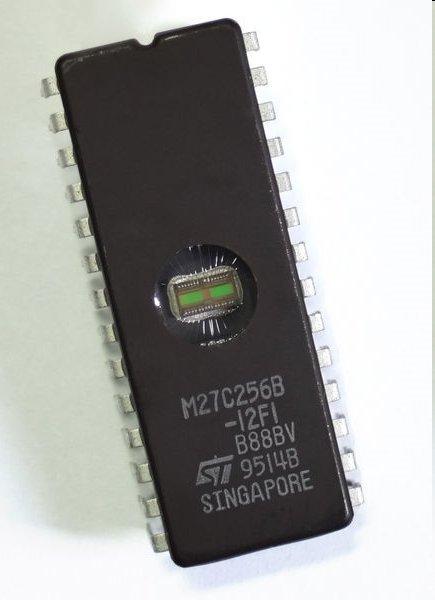 M27C256B
-12F1
B88BV
ST 9514B
SINGAPORE